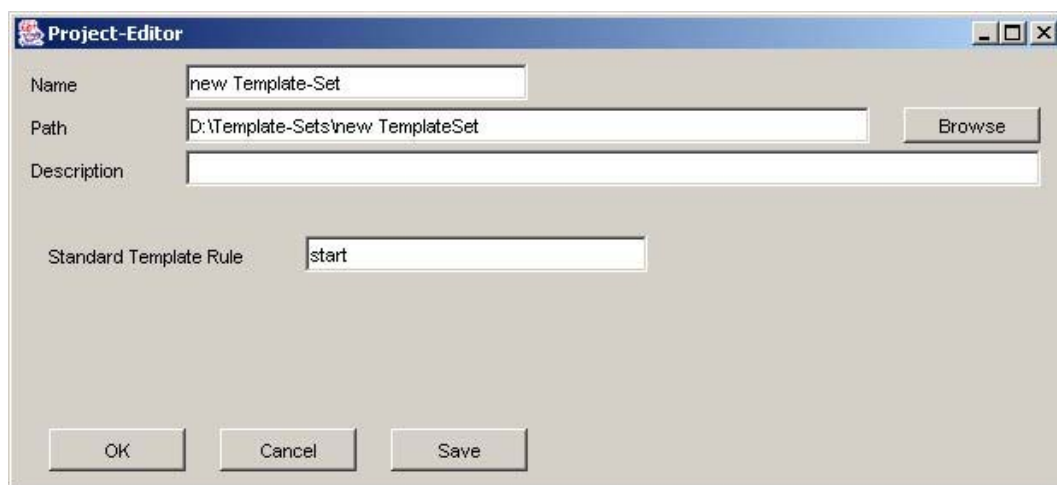 Project-Editor
Name new Template-Set
Path D:\Template-Sets\new TemplateSet Browse
Description
Standard Template Rule start
OK Cancel Save